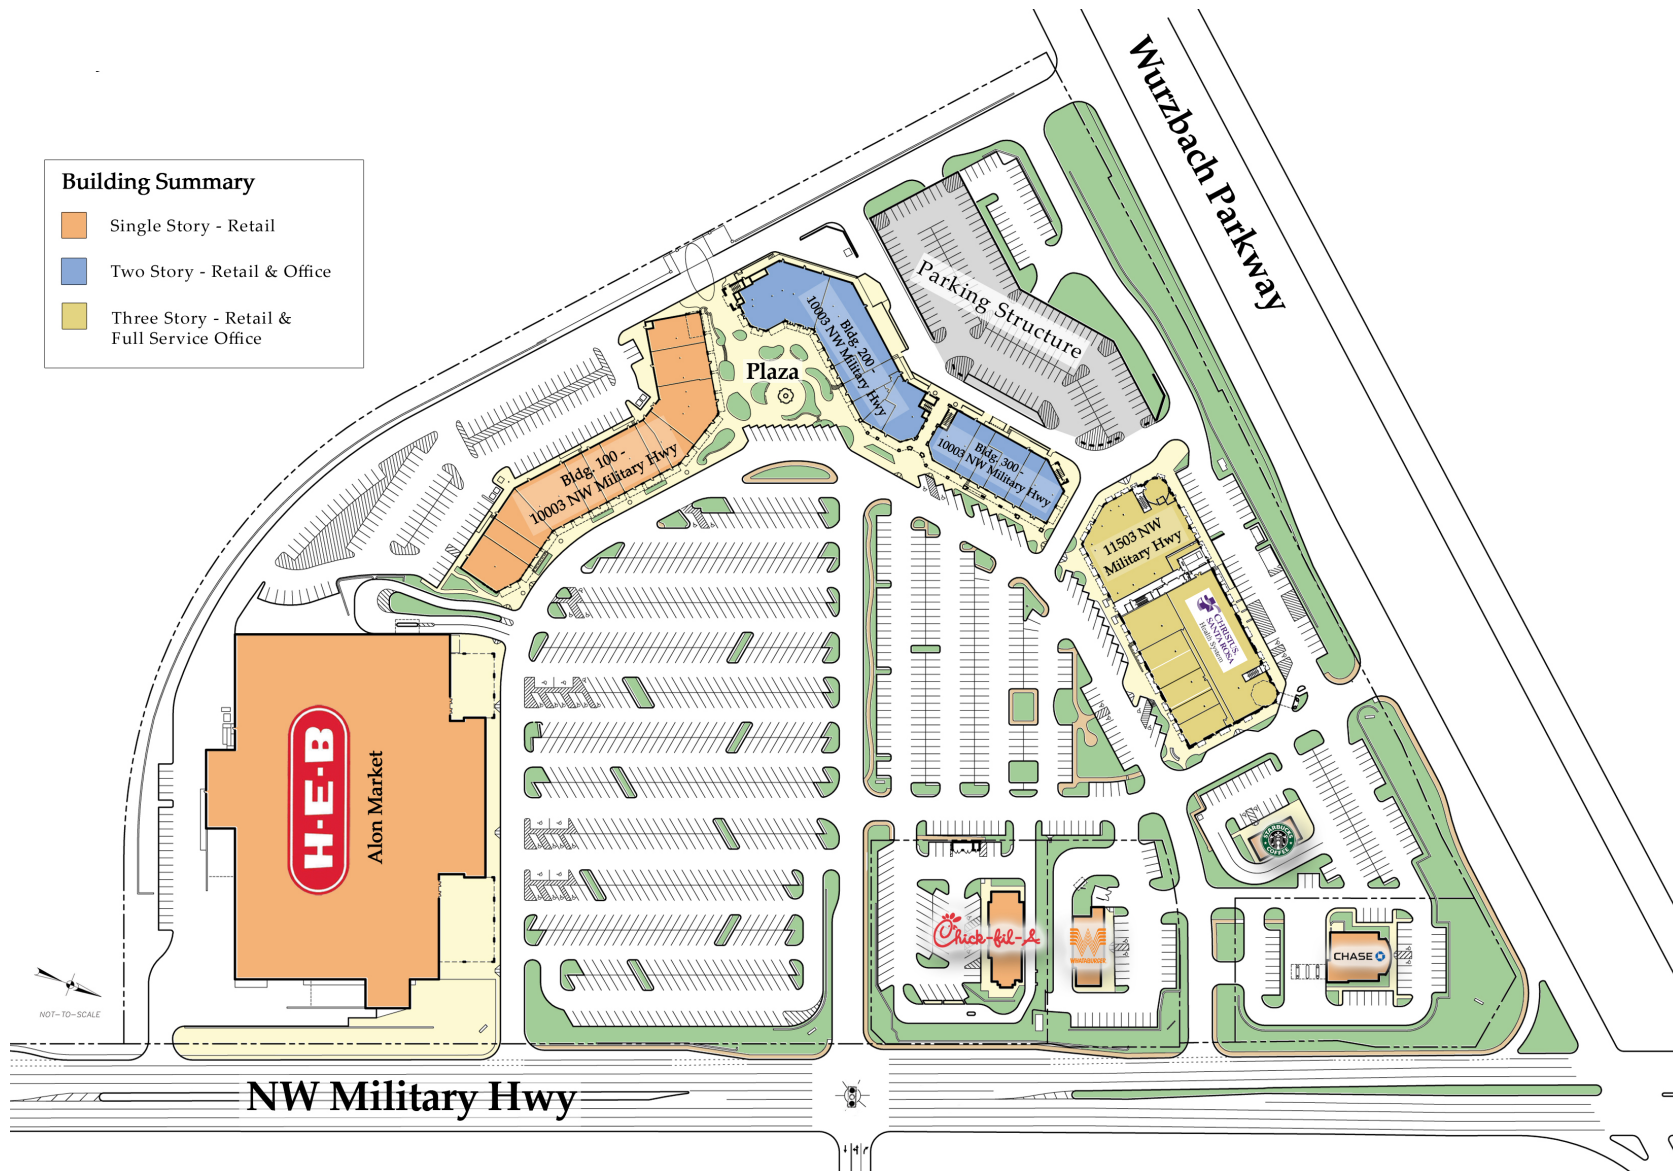 Building Summary
Single Story - Retail
Two Story - Retail & Office
Three Story - Retail &
Full Service Office
Wurzbach Parkway
Parking Structure
Plaza
Bldg. 200 -
10003 NW Military Hwy
Bldg. 300 -
10003 NW Military Hwy
Bldg. 100 -
10003 NW Military Hwy
11503 NW
Military Hwy
CHRISTUS
SANTA ROSA
Health System
H-E-B
Alon Market
STARBUCKS
COFFEE
Chick-fil-A
WHATABURGER
CHASE
NOT-TO-SCALE
NW Military Hwy